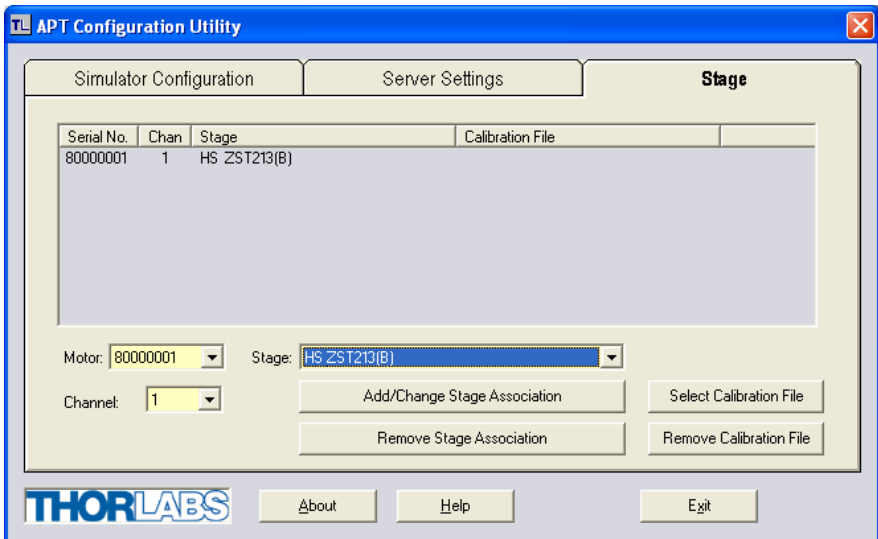 TL APT Configuration Utility
Simulator Configuration Server Settings Stage
Serial No. Chan Stage Calibration File
80000001 1 HS ZST213(B)
Motor: 80000001 Stage: HS ZST213(B)
Channel: 1 Add/Change Stage Association Select Calibration File
Remove Stage Association Remove Calibration File
THORLABS About Help Exit